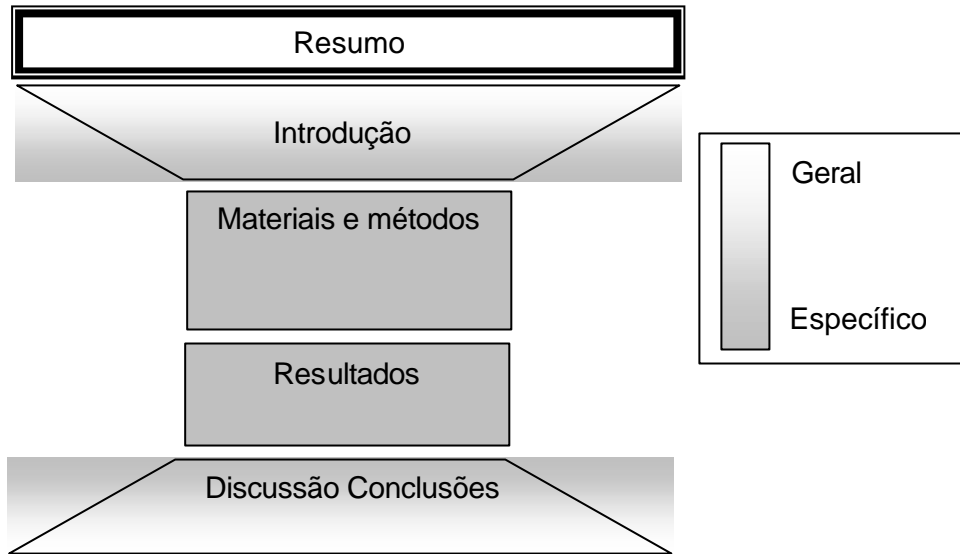 Resumo
Introdução
Materiais e métodos
Resultados
Discussão Conclusões
Geral
Específico